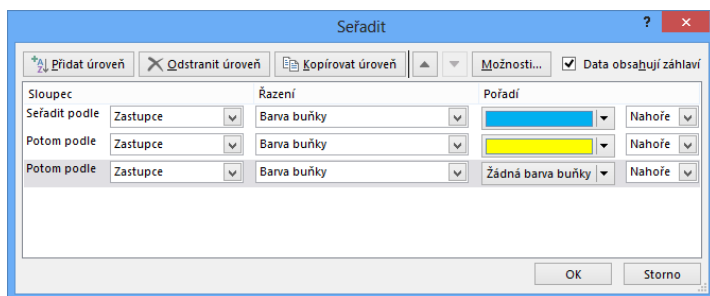 Seřadit ?
Přidat úroveň Odstranit úroveň Kopírovat úroveň Možnosti... Data obsahují záhlaví
Sloupec Řazení Pořadí
Seřadit podle Zastupce Barva buňky Nahoře
Potom podle Zastupce Barva buňky Nahoře
Potom podle Zastupce Barva buňky Žádná barva buňky Nahoře
OK Storno